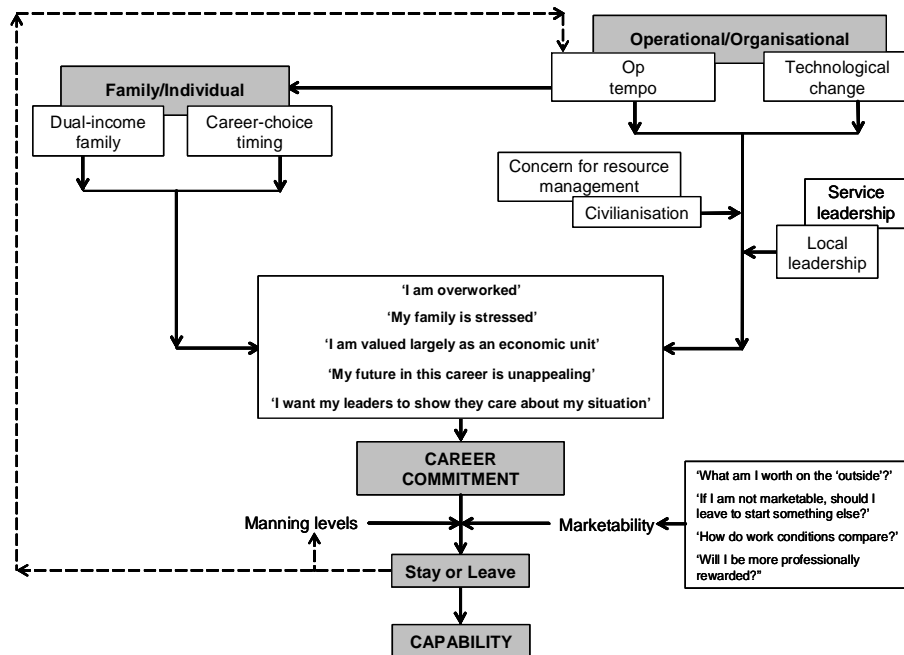 Operational/Organisational
Op
tempo
Technological
change
Family/Individual
Dual-income
family
Career-choice
timing
Concern for resource
management
Civilianisation
Service
leadership
Local
leadership
‘I am overworked’
‘My family is stressed’
‘I am valued largely as an economic unit’
‘My future in this career is unappealing’
‘I want my leaders to show they care about my situation’
CAREER
COMMITMENT
Manning levels
Marketability
‘What am I worth on the ‘outside’?’
‘If I am not marketable, should I
leave to start something else?’
‘How do work conditions compare?’
‘Will I be more professionally
rewarded?”
Stay or Leave
CAPABILITY